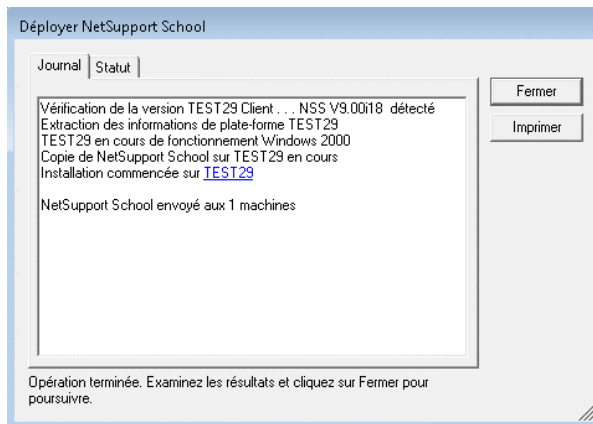 Déployer NetSupport School
Journal
Statut
Vérification de la version TEST29 Client . . . NSS V9.00i18 détecté
Extraction des informations de plate-forme TEST29
TEST29 en cours de fonctionnement Windows 2000
Copie de NetSupport School sur TEST29 en cours
Installation commencée sur TEST29
NetSupport School envoyé aux 1 machines
Fermer
Imprimer
Opération terminée. Examinez les résultats et cliquez sur Fermer pour
poursuivre.